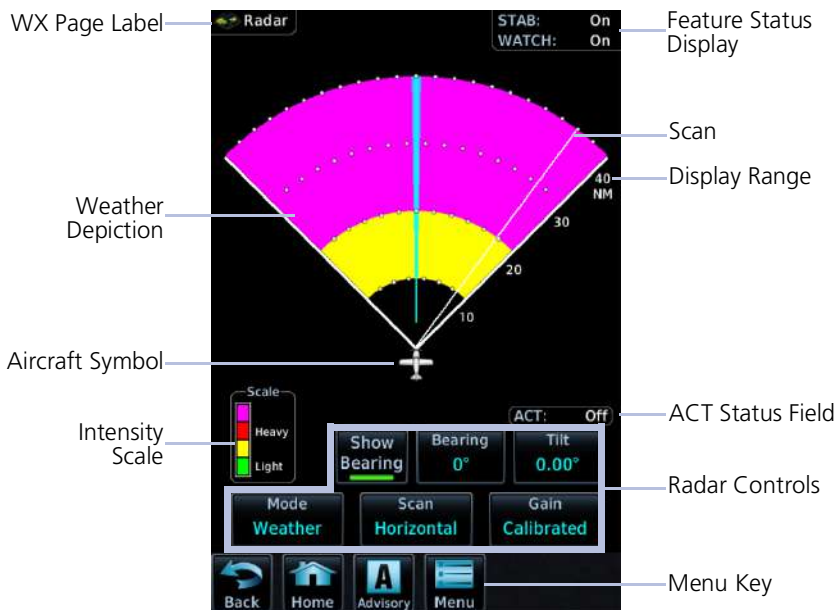 WX Page Label
Radar
STAB: On
WATCH: On
Feature Status
Display
Scan
40
NM
Display Range
30
Weather
Depiction
20
10
Aircraft Symbol
Scale
Heavy
Light
Intensity
Scale
ACT: Off
ACT Status Field
Show
Bearing
Bearing
0°
Tilt
0.00°
Radar Controls
Mode
Weather
Scan
Horizontal
Gain
Calibrated
Back
Home
A
Advisory
Menu
Menu Key